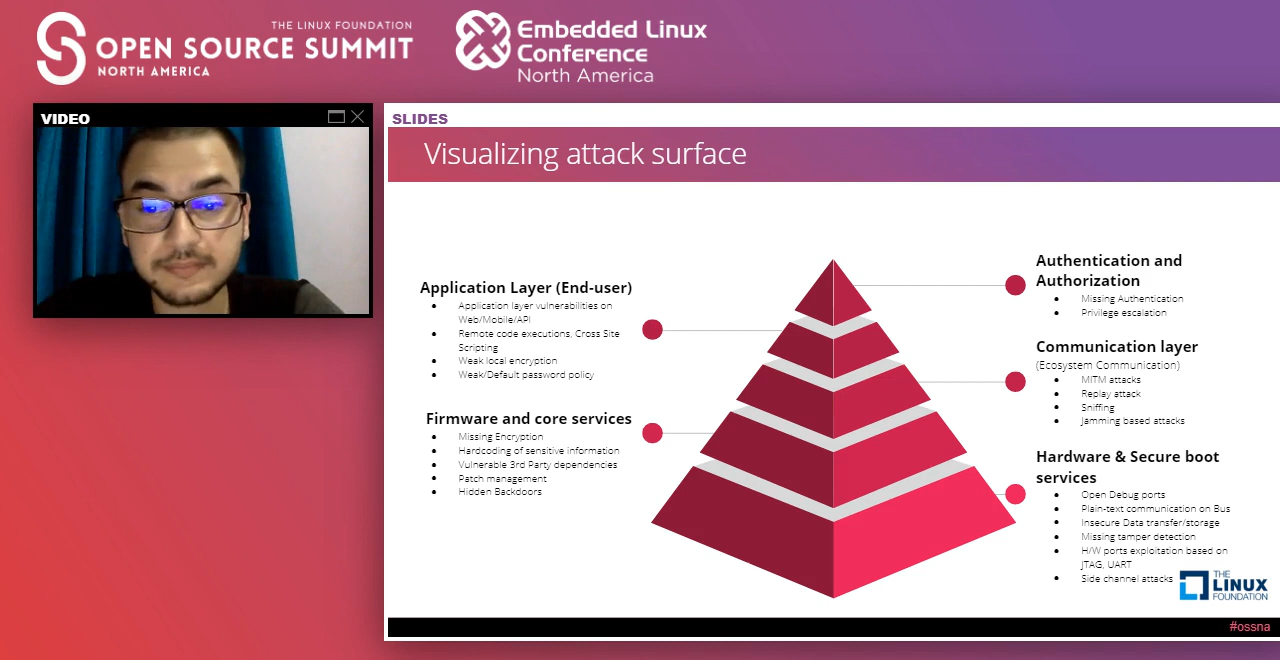 THE LINUX FOUNDATION
OPEN SOURCE SUMMIT
NORTH AMERICA
Embedded Linux
Conference
North America
VIDEO
SLIDES
Visualizing attack surface
Application Layer (End-user)
● Application layer vulnerabilities on
Web/Mobile/API
● Remote code executions, Cross Site
Scripting
● Weak local encryption
● Weak/Default password policy
Firmware and core services
● Missing Encryption
● Hardcoding of sensitive information
● Vulnerable 3rd Party dependencies
● Patch management
● Hidden Backdoors
Authentication and
Authorization
● Missing Authentication
● Privilege escalation
Communication layer
(Ecosystem Communication)
● MITM attacks
● Replay attack
● Sniffing
● Jamming based attacks
Hardware & Secure boot
services
● Open Debug ports
● Plain-text communication on Bus
● Insecure Data transfer/storage
● Missing tamper detection
● H/W ports exploitation based on
JTAG, UART
● Side channel attacks
THE
LINUX
FOUNDATION
#ossna